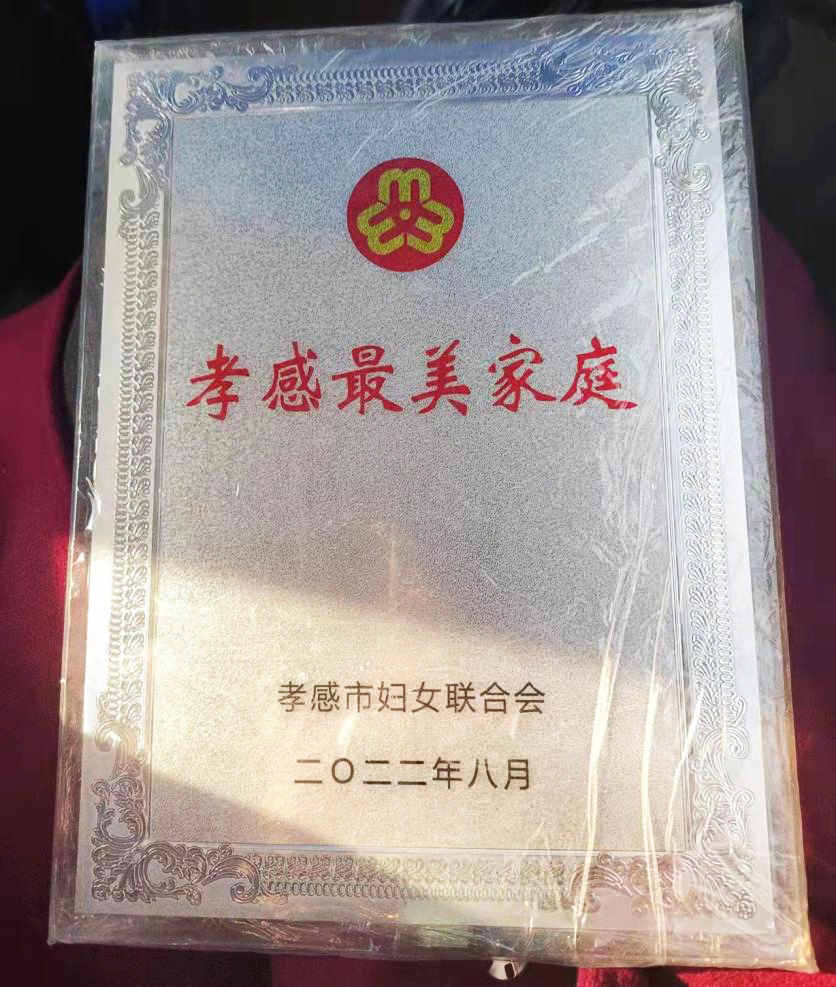 孝感最美家庭
孝感市妇女联合会
二〇二二年八月